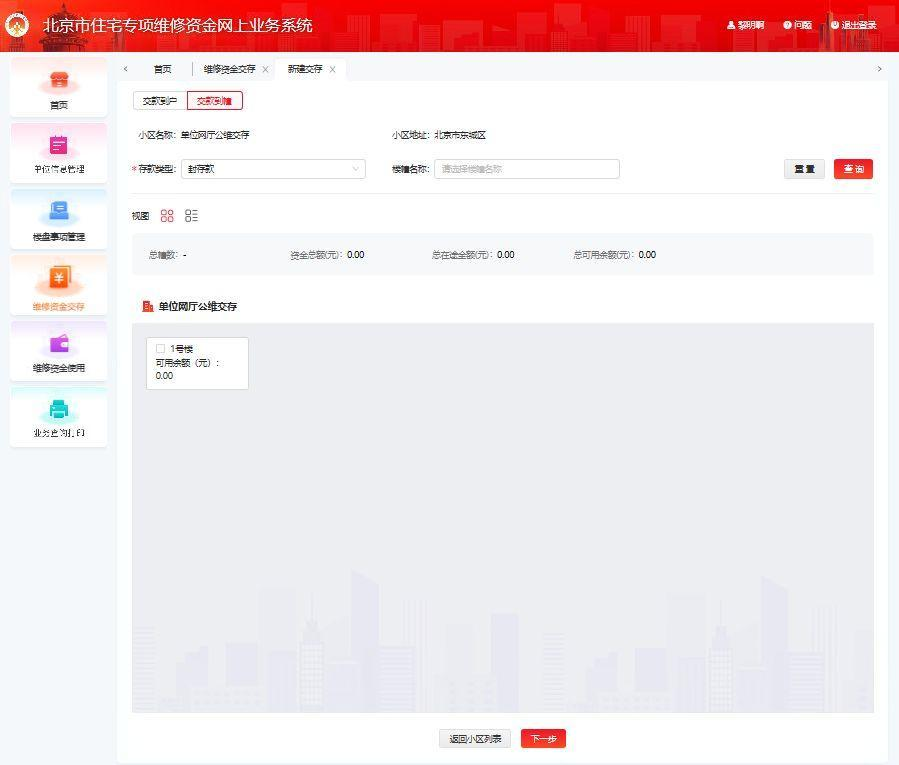 北京市住宅专项维修资金网上业务系统
黎明啊 问题 退出登录
首页 维修资金交存 新建交存
首页
单位信息管理
楼盘事项管理
维修资金交存
维修资金使用
业务查询打印
交款到户 交款到幢
小区名称: 单位网厅公维交存 小区地址: 北京市东城区
*存款类型: 封存款 楼幢名称: 请选择楼幢名称 重置 查询
视图
总幢数: - 资金总额(元): 0.00 总在途金额(元): 0.00 总可用余额(元): 0.00
单位网厅公维交存
1号楼
可用余额（元）:
0.00
返回小区列表 下一步